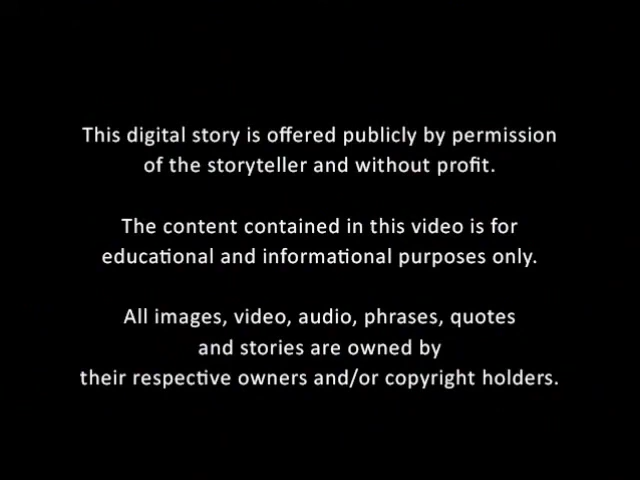 This digital story is offered publicly by permission
of the storyteller and without profit.
The content contained in this video is for
educational and informational purposes only.
All images, video, audio, phrases, quotes
and stories are owned by
their respective owners and/or copyright holders.